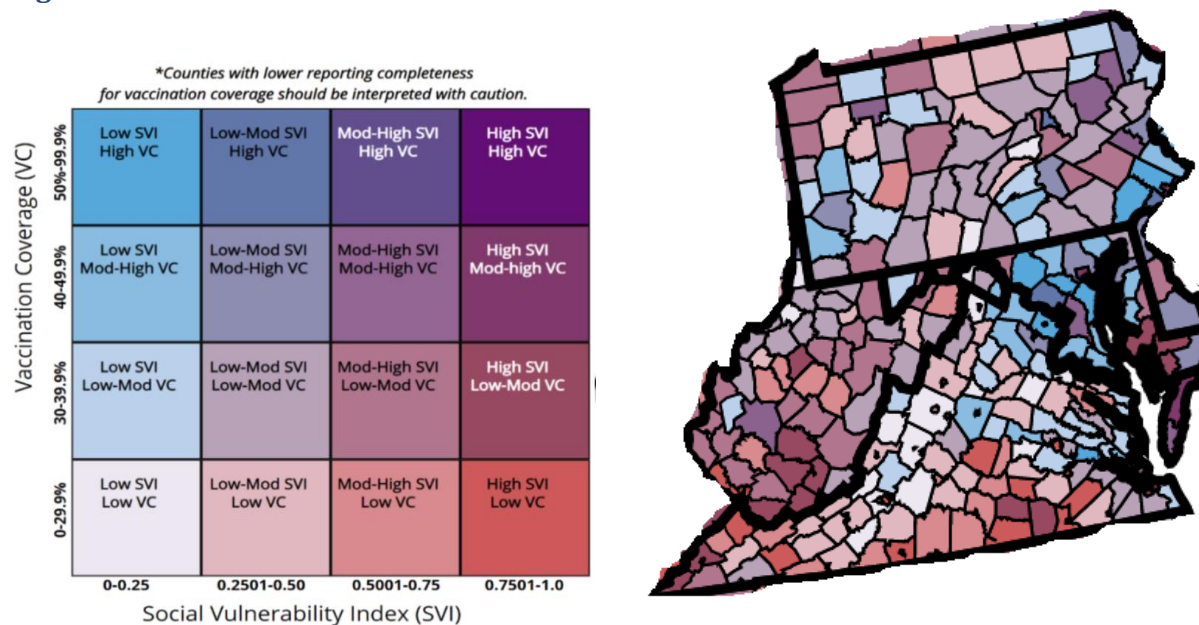 *Counties with lower reporting completeness
for vaccination coverage should be interpreted with caution.
Vaccination Coverage (VC)
50%-99.9%
Low SVI
High VC
Low-Mod SVI
High VC
Mod-High SVI
High VC
High SVI
High VC
40-49.9%
Low SVI
Mod-High VC
Low-Mod SVI
Mod-High VC
Mod-High SVI
Mod-High VC
High SVI
Mod-high VC
30-39.9%
Low SVI
Low-Mod VC
Low-Mod SVI
Low-Mod VC
Mod-High SVI
Low-Mod VC
High SVI
Low-Mod VC
0-29.9%
Low SVI
Low VC
Low-Mod SVI
Low VC
Mod-High SVI
Low VC
High SVI
Low VC
0-0.25
0.2501-0.50
0.5001-0.75
0.7501-1.0
Social Vulnerability Index (SVI)